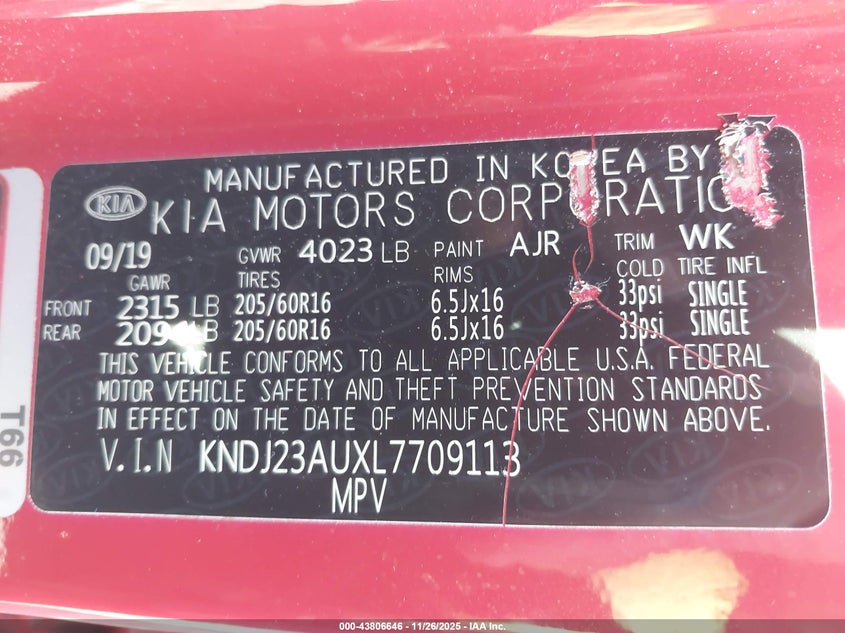 MANUFACTURED IN KOREA BY
KIA KIA MOTORS CORPORATIO
09/19 GVWR 4023 LB PAINT AJR TRIM WK
GAWR TIRES RIMS COLD TIRE INFL
FRONT 2315 LB 205/60R16 6.5Jx16 33psi SINGLE
REAR LB 205/60R16 6.5Jx16 33psi SINGLE
THIS VEHICLE CONFORMS TO ALL APPLICABLE U.S.A. FEDERAL
MOTOR VEHICLE SAFETY AND THEFT PREVENTION STANDARDS
IN EFFECT ON THE DATE OF MANUFACTURE SHOWN ABOVE.
V.I.N KNDJ23AUXL7709113
MPV
T66
000-43806646 - 11/26/2025 - IAA Inc.